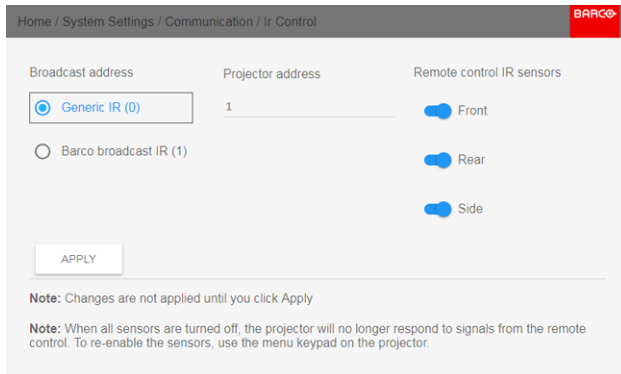 Home / System Settings / Communication / Ir Control
BARCO
Broadcast address
Projector address
Remote control IR sensors
Generic IR (0)
1
Front
Barco broadcast IR (1)
Rear
Side
APPLY
Note: Changes are not applied until you click Apply
Note: When all sensors are turned off, the projector will no longer respond to signals from the remote
control. To re-enable the sensors, use the menu keypad on the projector.